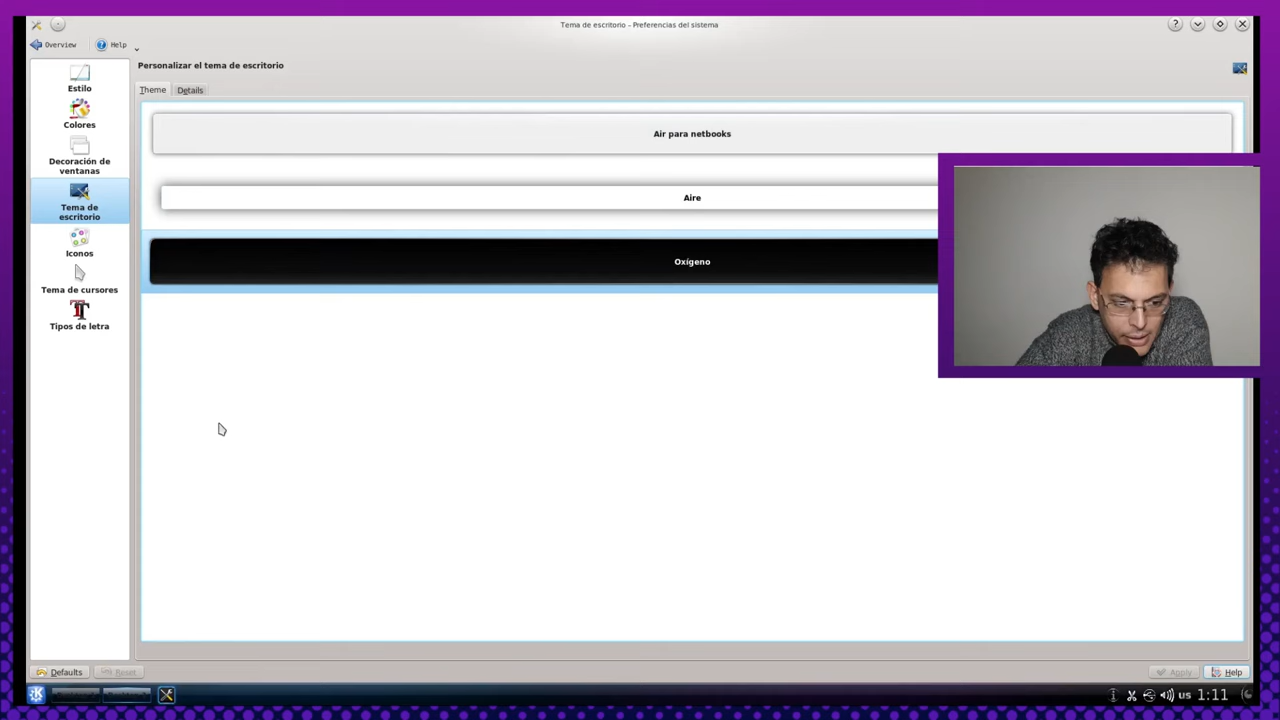 Tema de escritorio – Preferencias del sistema
Overview
Help
Personalizar el tema de escritorio
Theme
Details
Estilo
Colores
Decoración de
ventanas
Tema de
escritorio
Iconos
Tema de cursores
Tipos de letra
Air para netbooks
Aire
Oxígeno
Defaults
Reset
Apply
Help
us
1:11